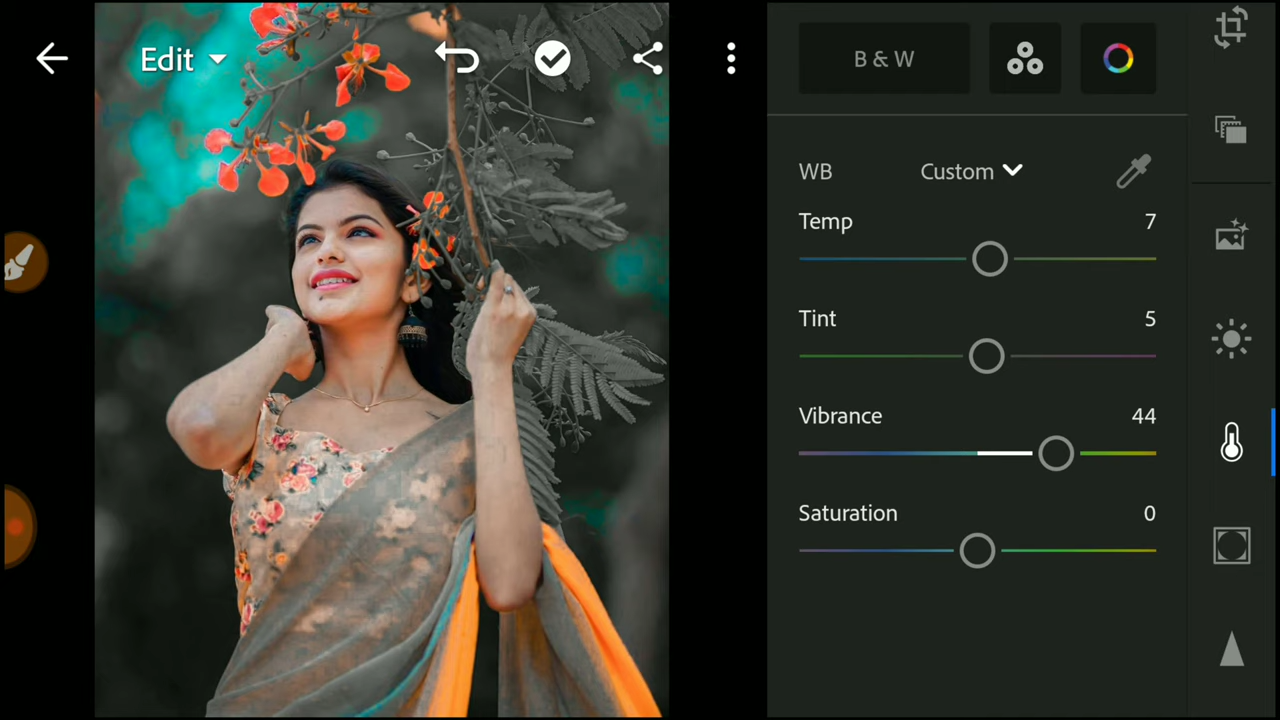 Edit
B & W
WB Custom
Temp 7
Tint 5
Vibrance 44
Saturation 0